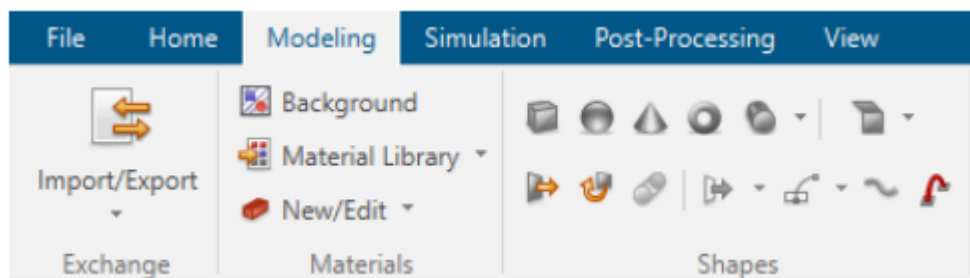 File Home Modeling Simulation Post-Processing View
Import/Export
Exchange
Background
Material Library
New/Edit
Materials
Shapes